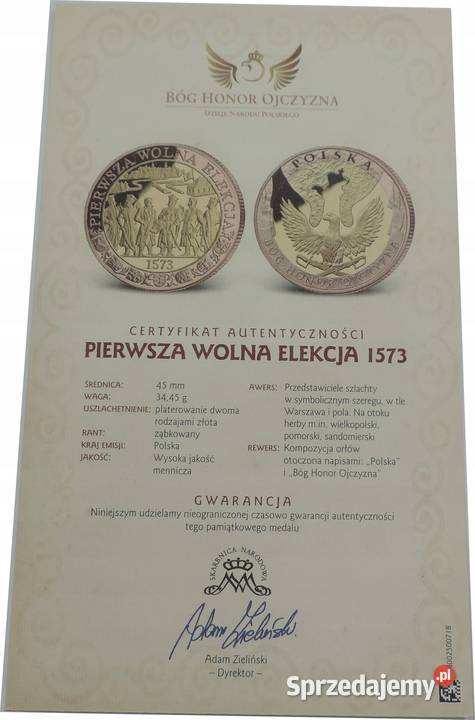 BÓG HONOR OJCZYZNA
DZIEJE NARODU POLSKIEGO
PIERWSZA WOLNA ELEKCJA
1573
POLSKA
BÓG HONOR OJCZYZNA
CERTYFIKAT AUTENTYCZNOŚCI
PIERWSZA WOLNA ELEKCJA 1573
ŚREDNICA: 45 mm
WAGA: 34,45 g
USZLACHETNIENIE: platerowanie dwoma
rodzajami złota
RANT: ząbkowany
KRAJ EMISJI: Polska
JAKOŚĆ: Wysoka jakość
mennicza
AWERS: Przedstawiciele szlachty
w symbolicznym szeregu, w tle
Warszawa i pola. Na otoku
herby m.in. wielkopolski,
pomorski, sandomierski
REWERS: Kompozycja orłów
otoczona napisami: „Polska”
i „Bóg Honor Ojczyzna”
GWARANCJA
Niniejszym udzielamy nieograniczonej czasowo gwarancji autentyczności
tego pamiątkowego medalu
SKARBNICA NARODOWA
Adam Zieliński
Adam Zieliński
– Dyrektor –
Sprzedajemy.pl